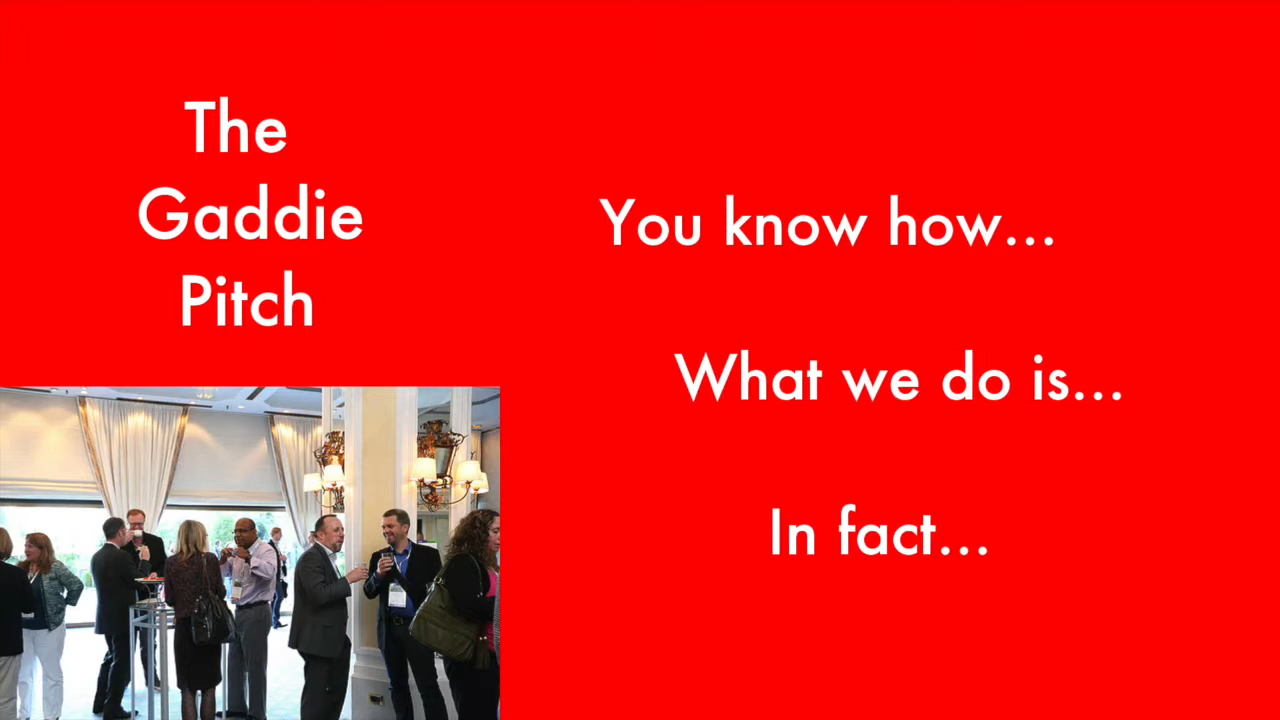 The
Gaddie
Pitch
You know how...
What we do is...
In fact...